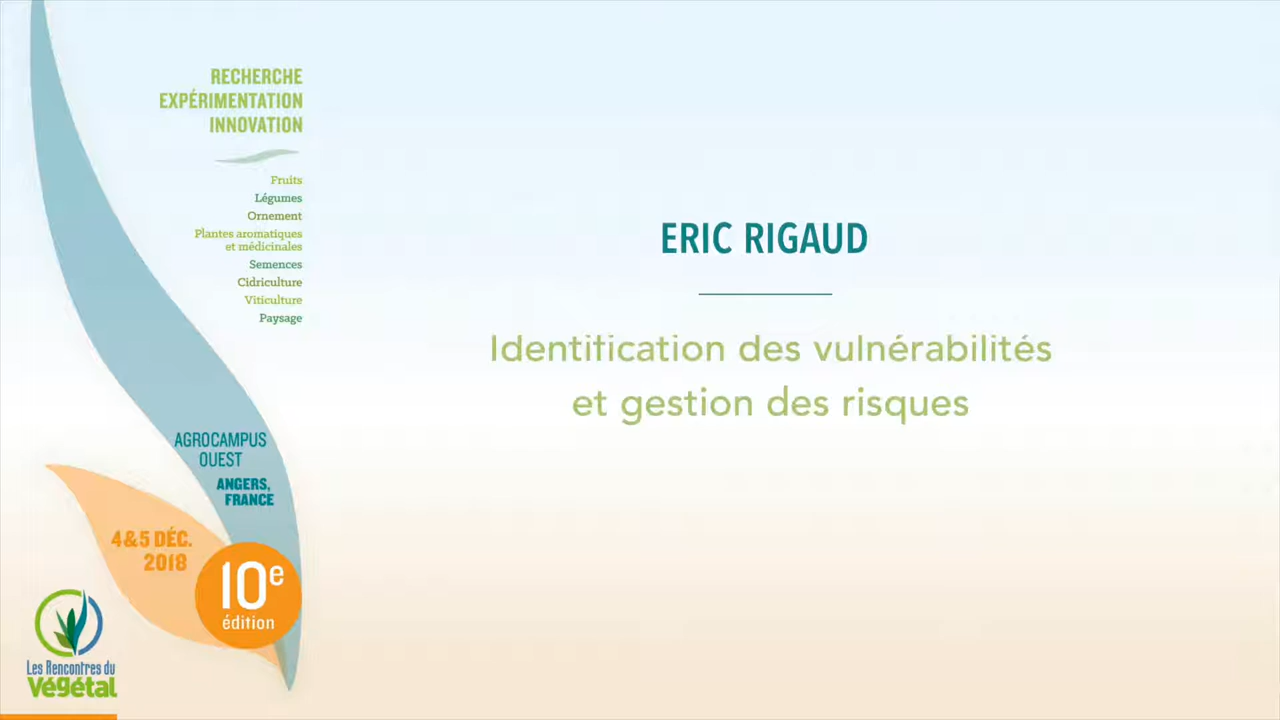 RECHERCHE
EXPÉRIMENTATION
INNOVATION
Fruits
Légumes
Ornement
Plantes aromatiques
et médicinales
Semences
Cidriculture
Viticulture
Paysage
ERIC RIGAUD
Identification des vulnérabilités
et gestion des risques
AGROCAMPUS
OUEST
ANGERS,
FRANCE
4&5 DÉC.
2018
10e
édition
Les Rencontres du
Végétal